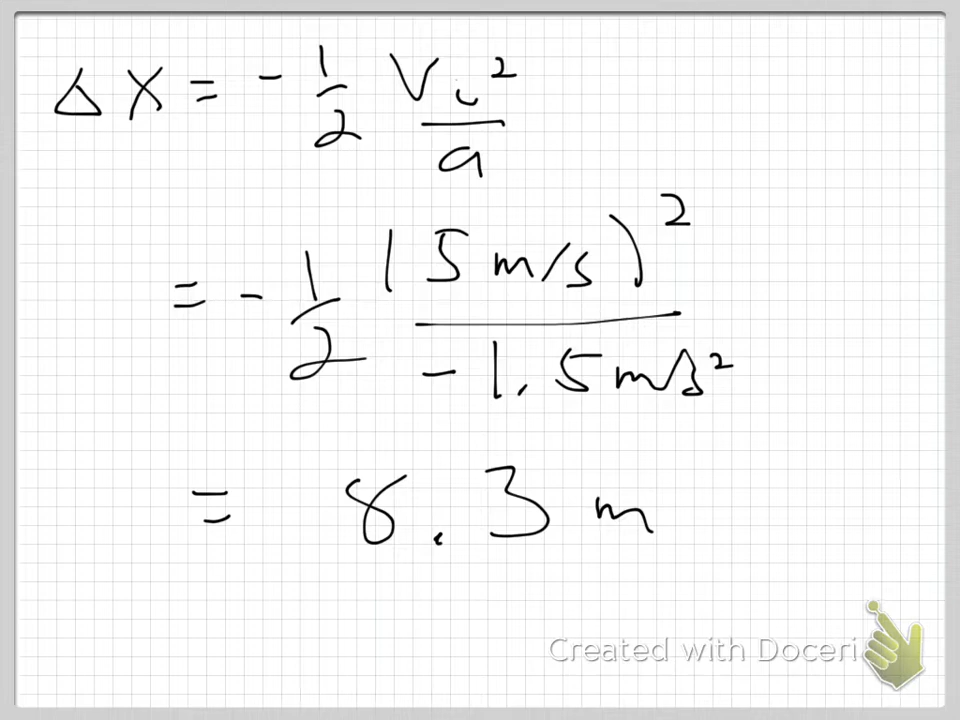 Δx = - 1/2 Vi²/a
= - 1/2 (5 m/s)²/-1.5 m/s²
= 8.3 m
Created with Doceri